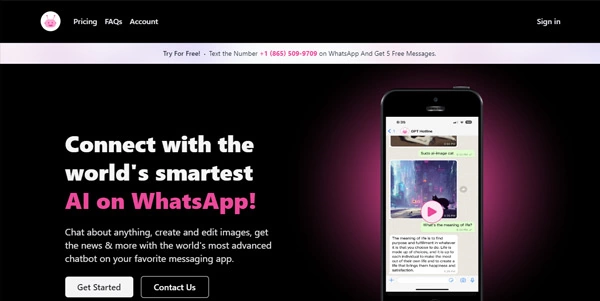 Pricing FAQs Account Sign in
Try For Free! - Text the Number +1 (865) 509-9709 on WhatsApp And Get 5 Free Messages.
Connect with the
world's smartest
AI on WhatsApp!
Chat about anything, create and edit images, get
the news & more with the world's most advanced
chatbot on your favorite messaging app.
Get Started Contact Us
GPT Hotline
What's the meaning of life?
The meaning of life is to find
purpose and fulfillment in whatever
it is that you choose to do. Life is
made up of choices, and it is up to
each individual to make the most
out of their own life and to create a
life that brings them happiness and
satisfaction.